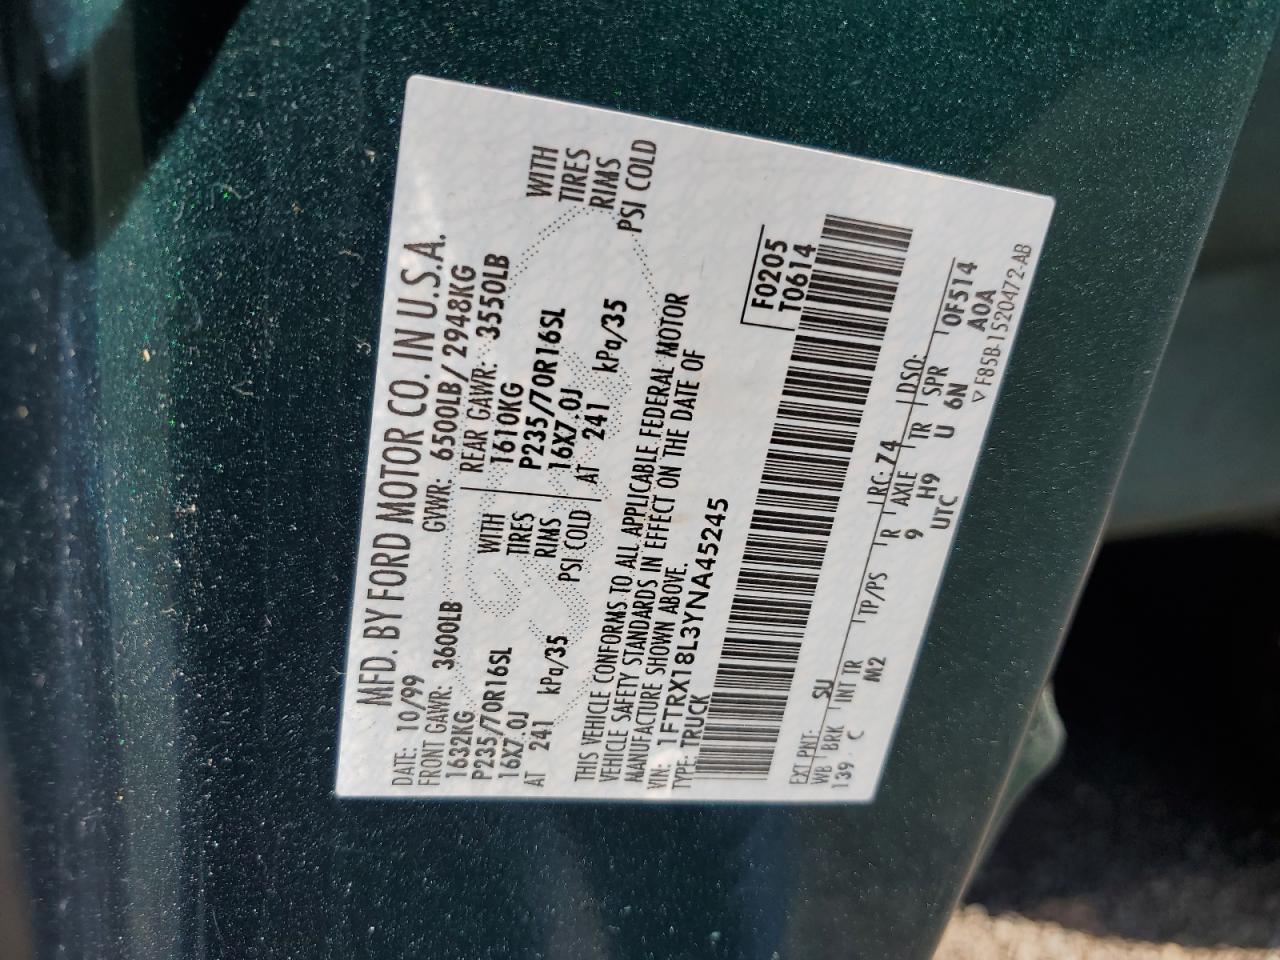 MFD. BY FORD MOTOR CO. IN U.S.A.
DATE: 10/99 GVWR: 6500LB/2948KG
FRONT GAWR: 3600LB REAR GAWR: 3550LB
1632KG WITH 1610KG WITH
P235/70R16SL TIRES P235/70R16SL TIRES
16X7.0J RIMS 16X7.0J RIMS
AT 241 kPa/35 PSI COLD AT 241 kPa/35 PSI COLD
THIS VEHICLE CONFORMS TO ALL APPLICABLE FEDERAL MOTOR
VEHICLE SAFETY STANDARDS IN EFFECT ON THE DATE OF
MANUFACTURE SHOWN ABOVE.
VIN: 1FTRX18L3YNA45245
TYPE: TRUCK
F0205
T0614
EXT PNT: SU RC: 74 DSO:
WB BRK INT TR TP/PS R AXLE TR SPR 0F514
139 C M2 9 H9 U 6N A0A
UTC
▽ F85B-1520472-AB